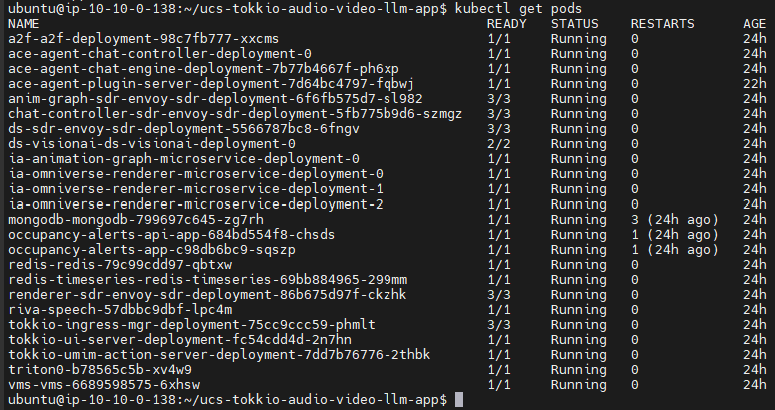 ubuntu@ip-10-10-0-138:~/ucs-tokkio-audio-video-llm-app$ kubectl get pods
NAME READY STATUS RESTARTS AGE
a2f-a2f-deployment-98c7fb777-xxcms 1/1 Running 0 24h
ace-agent-chat-controller-deployment-0 1/1 Running 0 24h
ace-agent-chat-engine-deployment-7b77b4667f-ph6xp 1/1 Running 0 24h
ace-agent-plugin-server-deployment-7d64bc4797-fqbwj 1/1 Running 0 22h
anim-graph-sdr-envoy-sdr-deployment-6f6fb575d7-sl982 3/3 Running 0 24h
chat-controller-sdr-envoy-sdr-deployment-5fb775b9d6-szmgz 3/3 Running 0 24h
ds-sdr-envoy-sdr-deployment-5566787bc8-6fngv 3/3 Running 0 24h
ds-visionai-ds-visionai-deployment-0 2/2 Running 0 24h
ia-animation-graph-microservice-deployment-0 1/1 Running 0 24h
ia-omniverse-renderer-microservice-deployment-0 1/1 Running 0 24h
ia-omniverse-renderer-microservice-deployment-1 1/1 Running 0 24h
ia-omniverse-renderer-microservice-deployment-2 1/1 Running 0 24h
mongodb-mongodb-799697c645-zg7rh 1/1 Running 3 (24h ago) 24h
occupancy-alerts-api-app-684bd554f8-chsds 1/1 Running 1 (24h ago) 24h
occupancy-alerts-app-c98db6bc9-sqszp 1/1 Running 1 (24h ago) 24h
redis-redis-79c99cdd97-qbtxw 1/1 Running 0 24h
redis-timeseries-redis-timeseries-69bb884965-299mm 1/1 Running 0 24h
renderer-sdr-envoy-sdr-deployment-86b675d97f-ckzhk 3/3 Running 0 24h
riva-speech-57dbbc9dbf-lpc4m 1/1 Running 0 24h
tokkio-ingress-mgr-deployment-75cc9ccc59-phmlt 3/3 Running 0 24h
tokkio-ui-server-deployment-fc54cdd4d-2n7hn 1/1 Running 0 24h
tokkio-umim-action-server-deployment-7dd7b76776-2thbk 1/1 Running 0 24h
triton0-b78565c5b-xv4w9 1/1 Running 0 24h
vms-vms-6689598575-6xhsw 1/1 Running 0 24h
ubuntu@ip-10-10-0-138:~/ucs-tokkio-audio-video-llm-app$